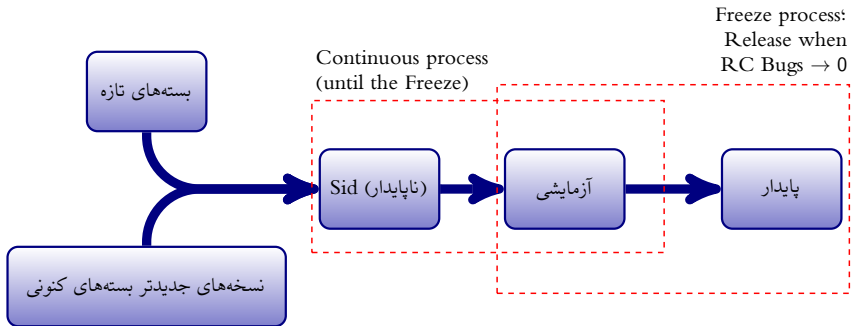 Freeze process؛
Release when
RC Bugs → 0
Continuous process
(until the Freeze)
بسته‌های تازه
Sid (ناپایدار)
آزمایشی
پایدار
نسخه‌های جدیدتر بسته‌های کنونی